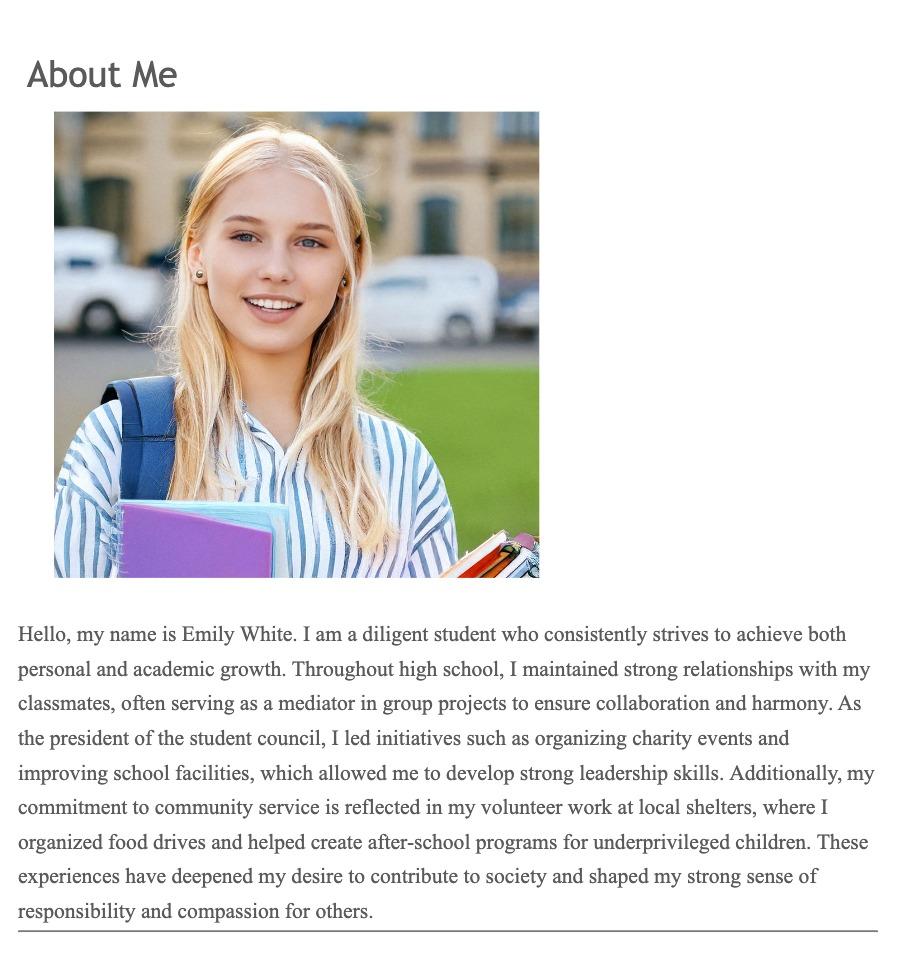 About Me
Hello, my name is Emily White. I am a diligent student who consistently strives to achieve both
personal and academic growth. Throughout high school, I maintained strong relationships with my
classmates, often serving as a mediator in group projects to ensure collaboration and harmony. As
the president of the student council, I led initiatives such as organizing charity events and
improving school facilities, which allowed me to develop strong leadership skills. Additionally, my
commitment to community service is reflected in my volunteer work at local shelters, where I
organized food drives and helped create after-school programs for underprivileged children. These
experiences have deepened my desire to contribute to society and shaped my strong sense of
responsibility and compassion for others.